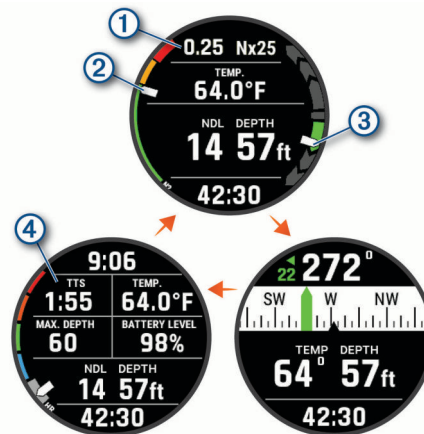 1
0.25 Nx25
2
TEMP.
64.0°F
NDL DEPTH
3
14 57ft
N2
42:30
4
9:06
TTS TEMP.
1:55 64.0°F
MAX. DEPTH BATTERY LEVEL
60 98%
NDL DEPTH
14 57ft
HR
42:30
22 272°
SW W NW
TEMP DEPTH
64° 57ft
42:30